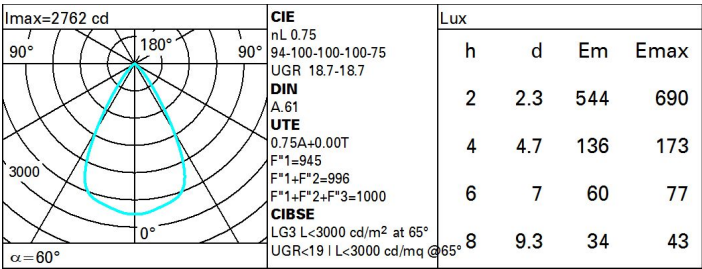 Imax=2762 cd
90° 180° 90°
3000
0°
α=60°
CIE
nL 0.75
94-100-100-100-75
UGR 18.7-18.7
DIN
A.61
UTE
0.75A+0.00T
F"1=945
F"1+F"2=996
F"1+F"2+F"3=1000
CIBSE
LG3 L<3000 cd/m² at 65°
UGR<19 | L<3000 cd/mq @65°
Lux
h d Em Emax
2 2.3 544 690
4 4.7 136 173
6 7 60 77
8 9.3 34 43